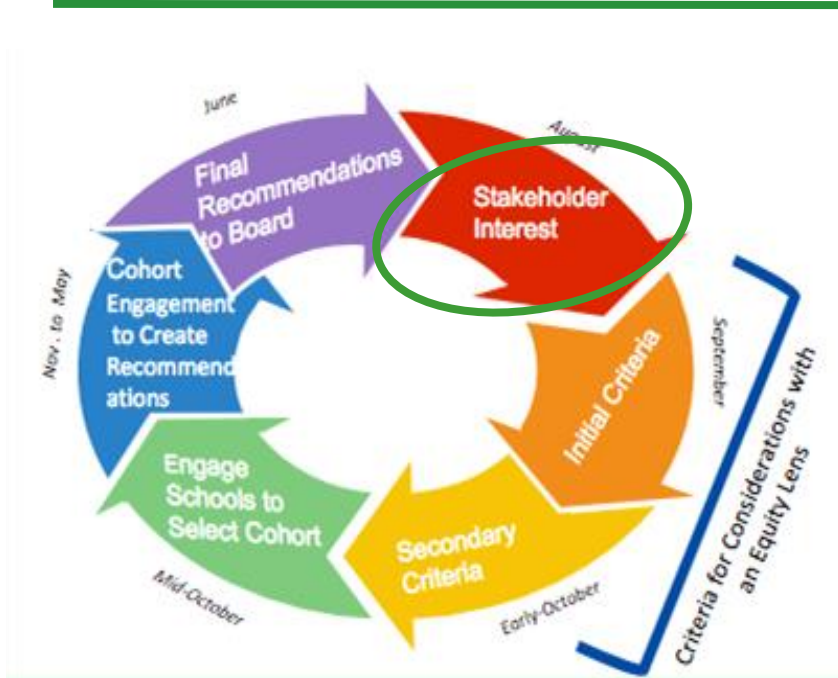 June
Final
Recommendations
to Board
August
Stakeholder
Interest
September
Initial Criteria
Criteria for Considerations with
an Equity Lens
Early-October
Secondary
Criteria
Mid-October
Engage
Schools to
Select Cohort
Nov. to May
Cohort
Engagement
to Create
Recommend
ations